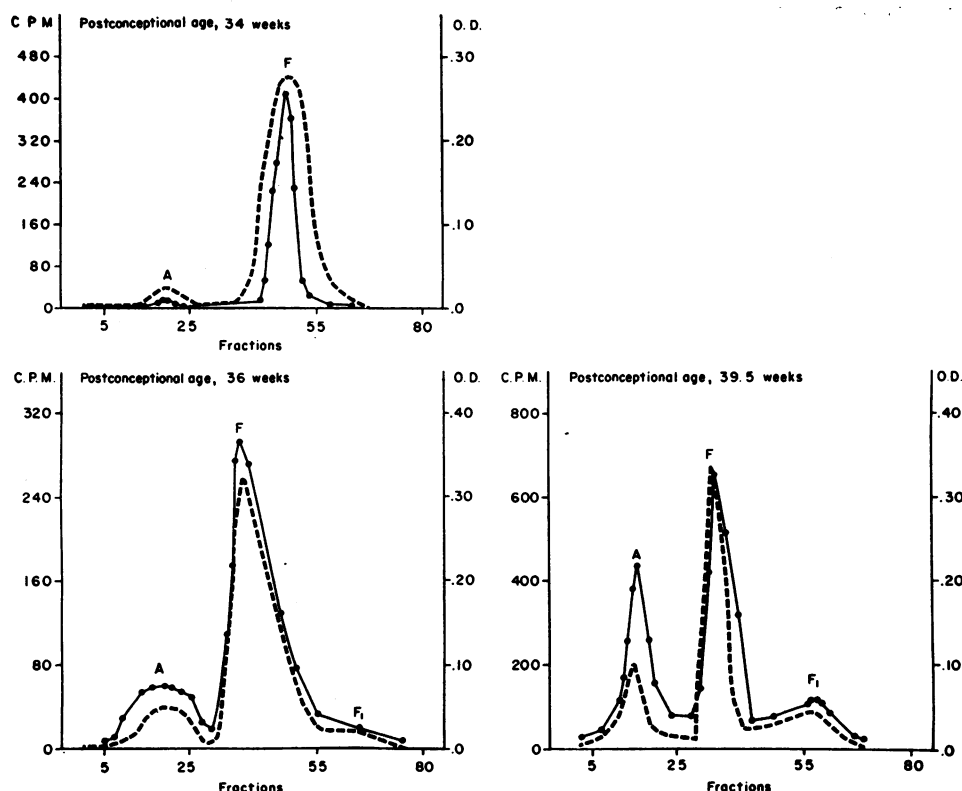 C P M Postconceptional age, 34 weeks O.D.
480 .30
F
400
320 .20
240
160 .10
A
80
0 .0
5 25 55 80
Fractions
C.P.M. Postconceptional age, 36 weeks O.D.
320 .40
F
240 .30
160 .20
A
80 .10
F₁
0 .0
5 25 55 80
Fractions
C.P.M. Postconceptional age, 39.5 weeks O.D.
800 .40
F
600 .30
A
400 .20
200 .10
F₁
0 .0
5 25 55 80
Fractions